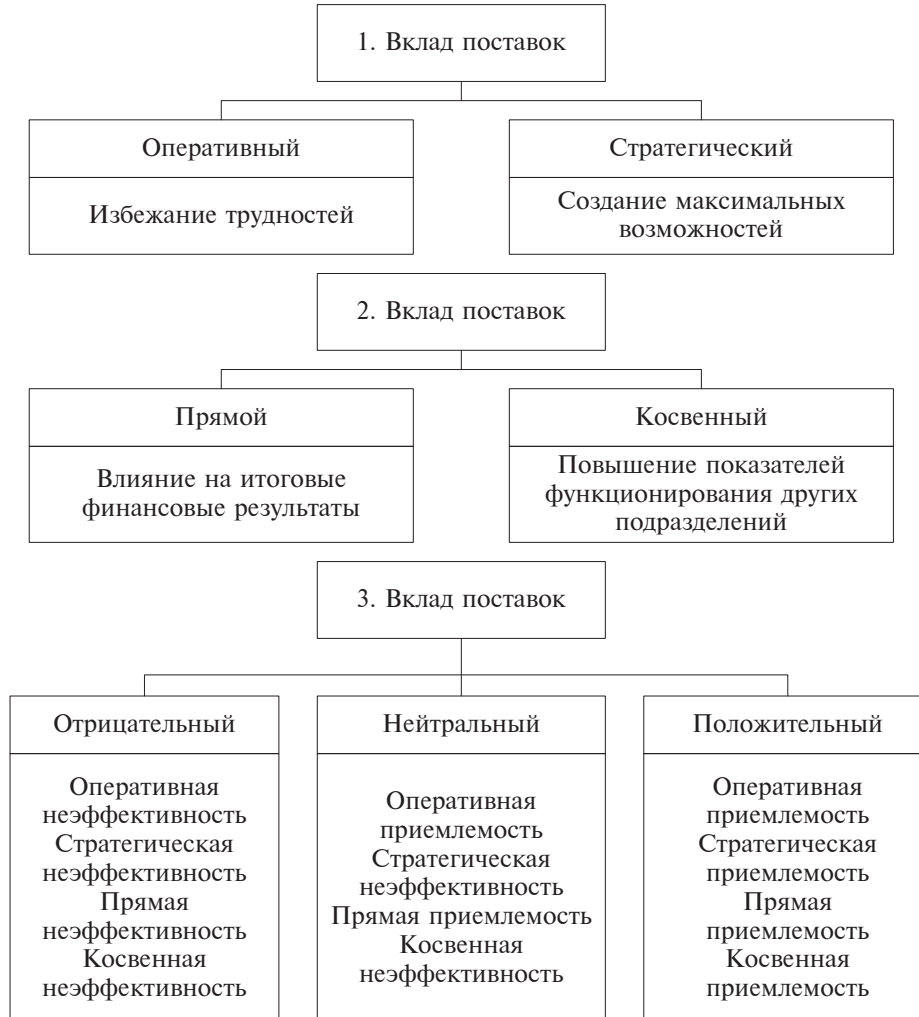 1. Вклад поставок
Оперативный
Избежание трудностей
Стратегический
Создание максимальных
возможностей
2. Вклад поставок
Прямой
Влияние на итоговые
финансовые результаты
Косвенный
Повышение показателей
функционирования других
подразделений
3. Вклад поставок
Отрицательный
Оперативная
неэффективность
Стратегическая
неэффективность
Прямая
неэффективность
Косвенная
неэффективность
Нейтральный
Оперативная
приемлемость
Стратегическая
неэффективность
Прямая приемлемость
Косвенная
неэффективность
Положительный
Оперативная
приемлемость
Стратегическая
приемлемость
Прямая
приемлемость
Косвенная
приемлемость